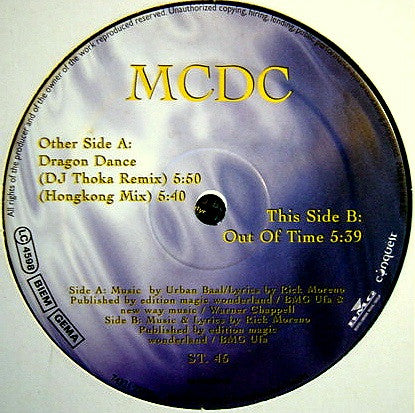 All rights of the producer and of the owner of the work reproduced reserved. Unauthorized copying, hiring, lending, public
MCDC
Other Side A:
Dragon Dance
(DJ Thoka Remix) 5:50
(Hongkong Mix) 5:40
This Side B:
Out Of Time 5:39
LC 4598
BIEM
GEMA
conquest
BMG
Side A: Music by Urban Baal/lyrics by Rick Moreno
Published by edition magic wonderland / BMG Ufa &
new way music / Warner Chappell
Side B: Music & Lyrics by Rick Moreno
Published by edition magic
wonderland / BMG Ufa
ST. 46